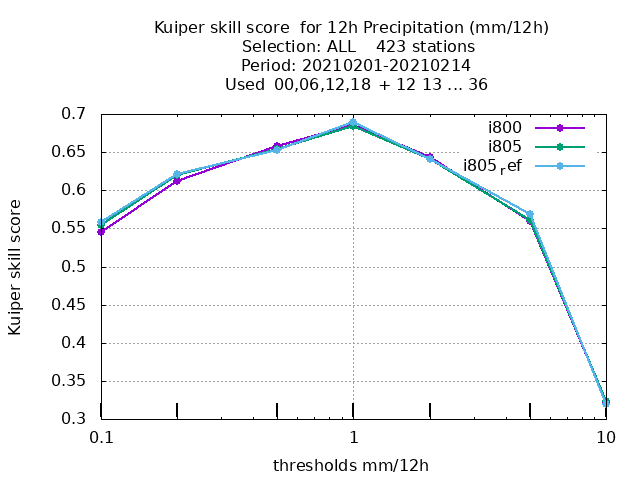 Kuiper skill score for 12h Precipitation (mm/12h)
Selection: ALL 423 stations
Period: 20210201-20210214
Used 00,06,12,18 + 12 13 ... 36
i800
i805
i805ref
0.7
0.65
0.6
0.55
0.5
0.45
0.4
0.35
0.3
Kuiper skill score
0.1 1 10
thresholds mm/12h